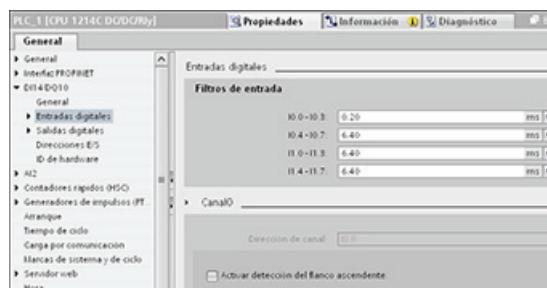 PLC_1 [CPU 1214C DC/DC/Rly]
Propiedades
Información
Diagnóstico
General
General
Interfaz PROFINET
DI14/DQ10
General
Entradas digitales
Salidas digitales
Direcciones E/S
ID de hardware
AI2
Contadores rápidos (HSC)
Generadores de impulsos (PT...
Arranque
Tiempo de ciclo
Carga por comunicación
Marcas de sistema y de ciclo
Servidor web
Hora
Entradas digitales
Filtros de entrada
I0.0-I0.3: 0.20 ms
I0.4-I0.7: 6.40 ms
I1.0-I1.3: 6.40 ms
I1.4-I1.7: 6.40 ms
Canal0
Dirección de canal: I0.0
Activar detección del flanco ascendente